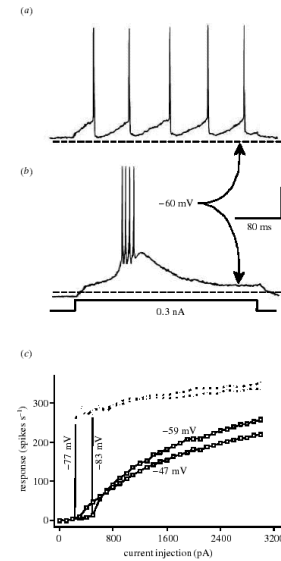 (a)
(b)
−60 mV
80 ms
0.3 nA
(c)
response (spikes s⁻¹)
300
200
100
0
−77 mV
−83 mV
−59 mV
−47 mV
0
800
1600
2400
3200
current injection (pA)